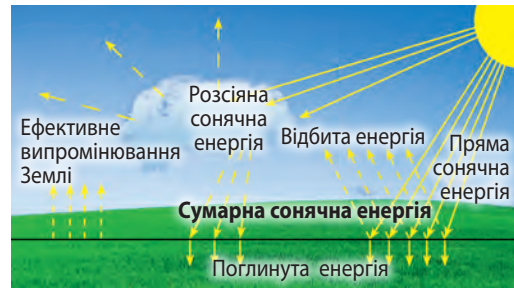 Розсіяна
сонячна
енергія
Ефективне
випромінювання
Землі
Відбита енергія
Пряма
сонячна
енергія
Сумарна сонячна енергія
Поглинута енергія